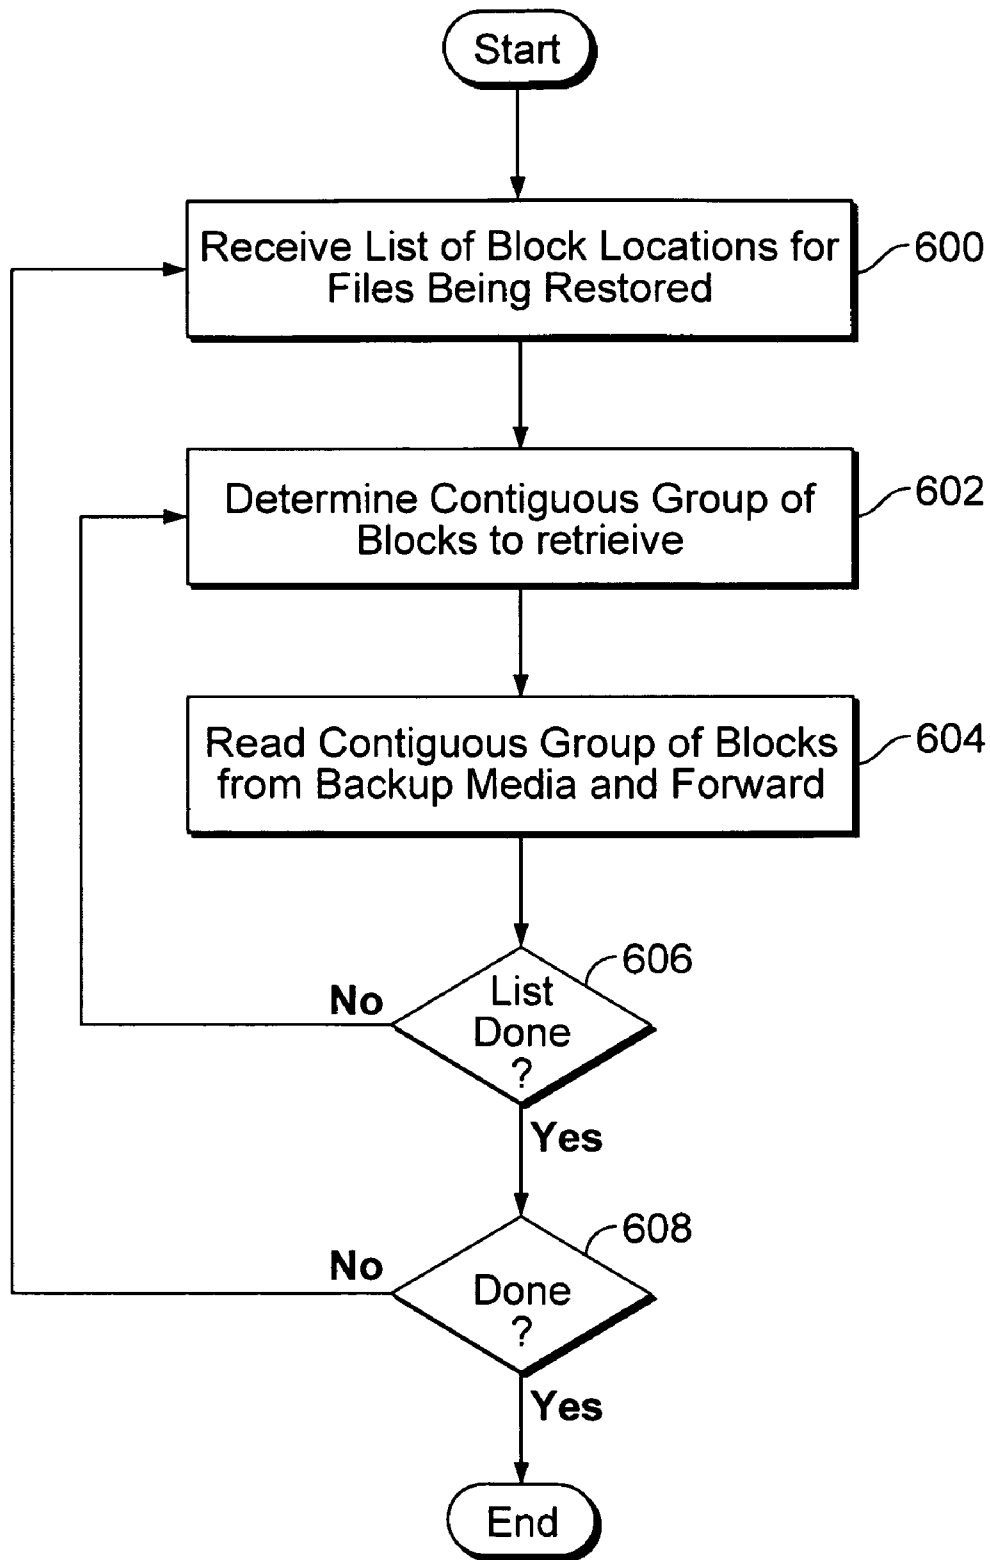 Start
Receive List of Block Locations for
Files Being Restored
600
Determine Contiguous Group of
Blocks to retrieive
602
Read Contiguous Group of Blocks
from Backup Media and Forward
604
606
List
Done
?
No
Yes
608
Done
?
No
Yes
End